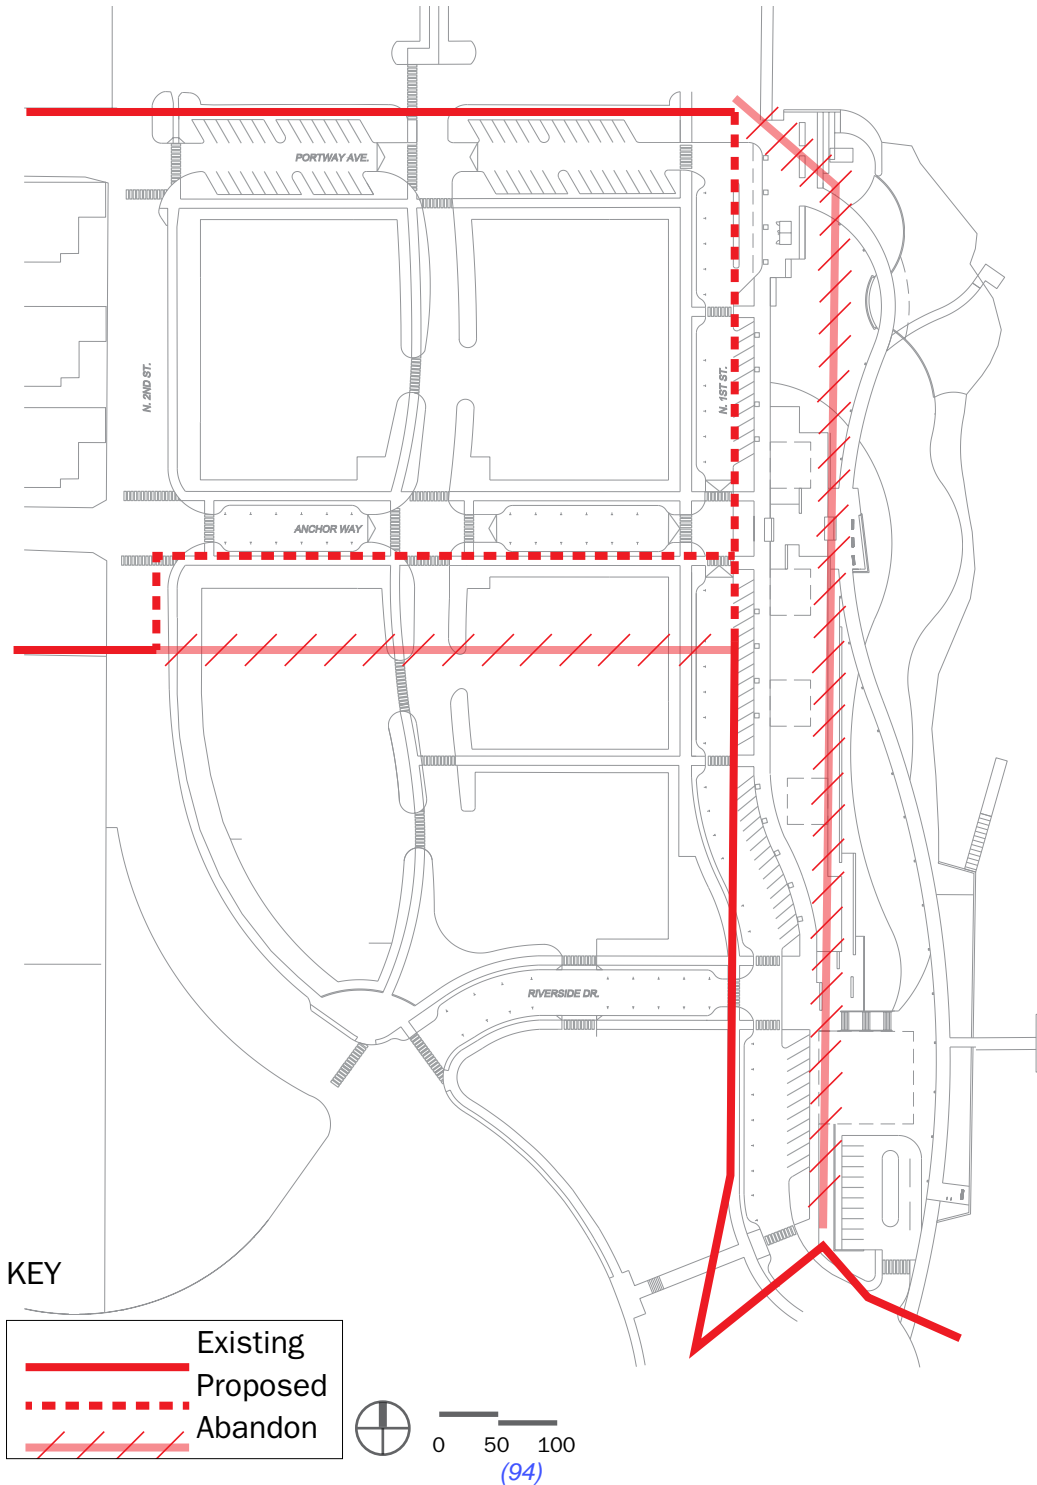 PORTWAY AVE.
N. 2ND ST.
N. 1ST ST.
ANCHOR WAY
RIVERSIDE DR.
KEY
Existing
Proposed
Abandon
0 50 100
(94)